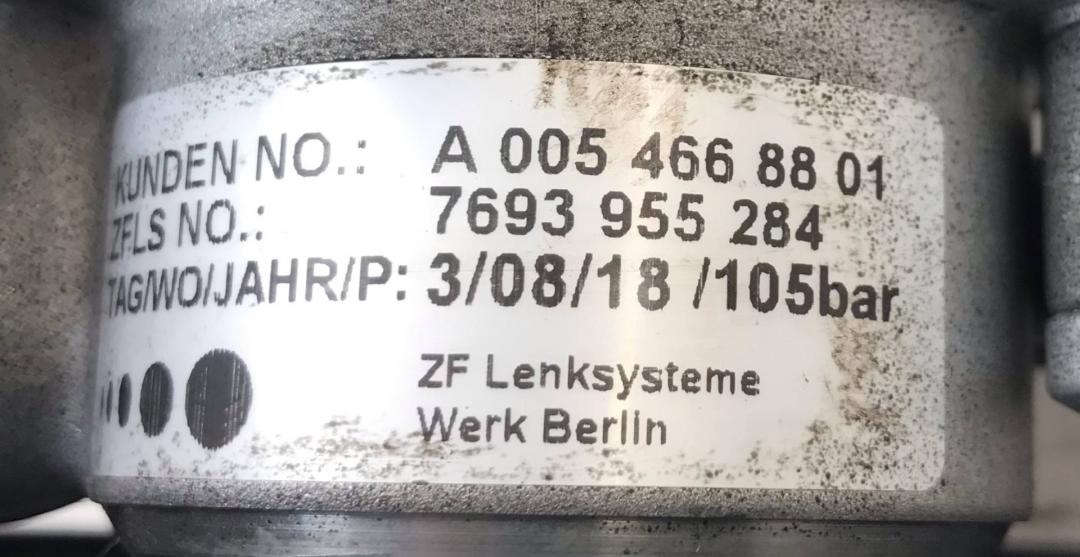 KUNDEN NO.: A 005 466 88 01
ZFLS NO.: 7693 955 284
TAG/WO/JAHR/P: 3/08/18 /105bar
ZF Lenksysteme
Werk Berlin